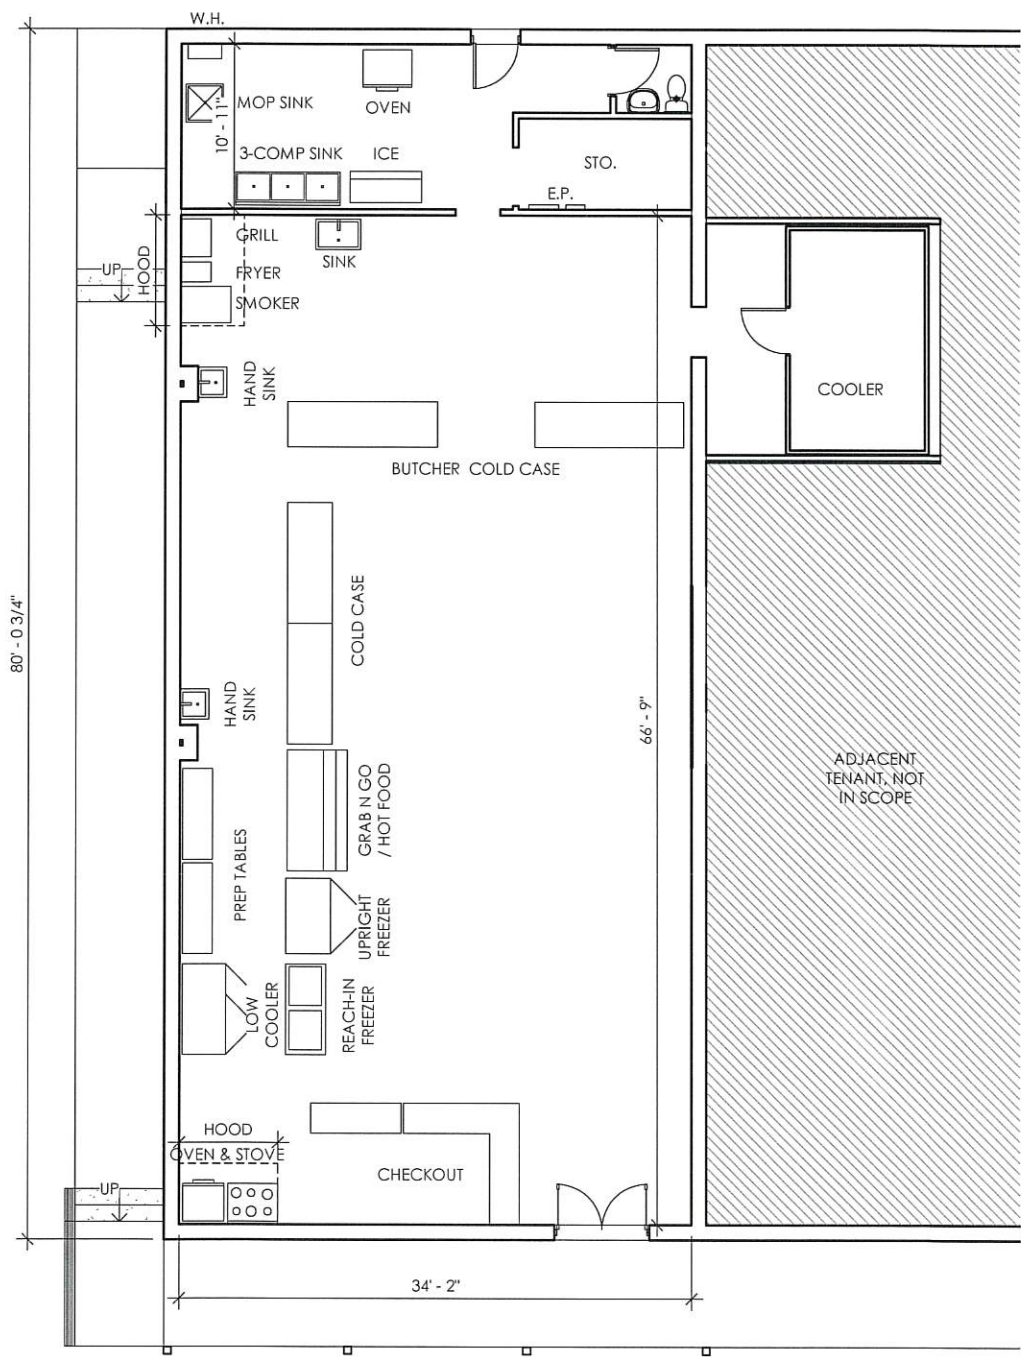 W.H.
MOP SINK
OVEN
10' - 11"
3-COMP SINK
ICE
STO.
E.P.
GRILL
SINK
HOOD
UP
FRYER
SMOKER
HAND
SINK
COOLER
BUTCHER COLD CASE
COLD CASE
80' - 0 3/4"
HAND
SINK
66' - 9"
GRAB N GO
/ HOT FOOD
ADJACENT
TENANT, NOT
IN SCOPE
PREP TABLES
UPRIGHT
FREEZER
LOW
COOLER
REACH-IN
FREEZER
HOOD
OVEN & STOVE
CHECKOUT
UP
34' - 2"